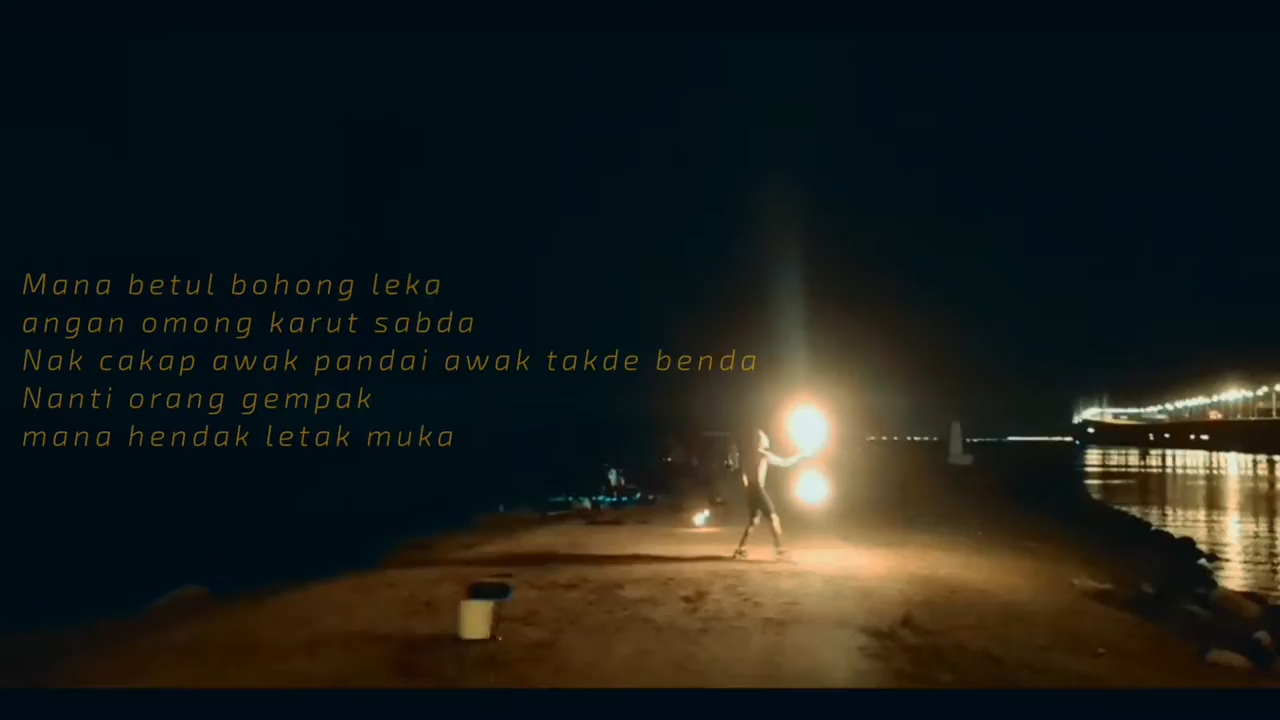 Mana betul bohong leka
angan omong karut sabda
Nak cakap awak pandai awak takde benda
Nanti orang gempak
mana hendak letak muka